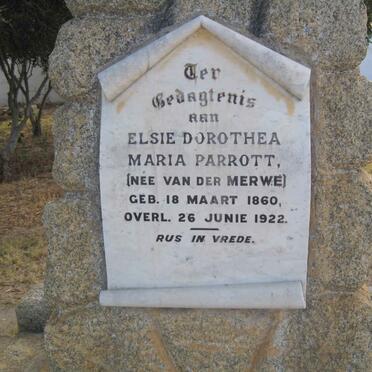 Ter
Gedagtenis
aan
ELSIE DOROTHEA
MARIA PARROTT,
(NÉE VAN DER MERWE)
GEB. 18 MAART 1860,
OVERL. 26 JUNIE 1922.
RUS IN VREDE.